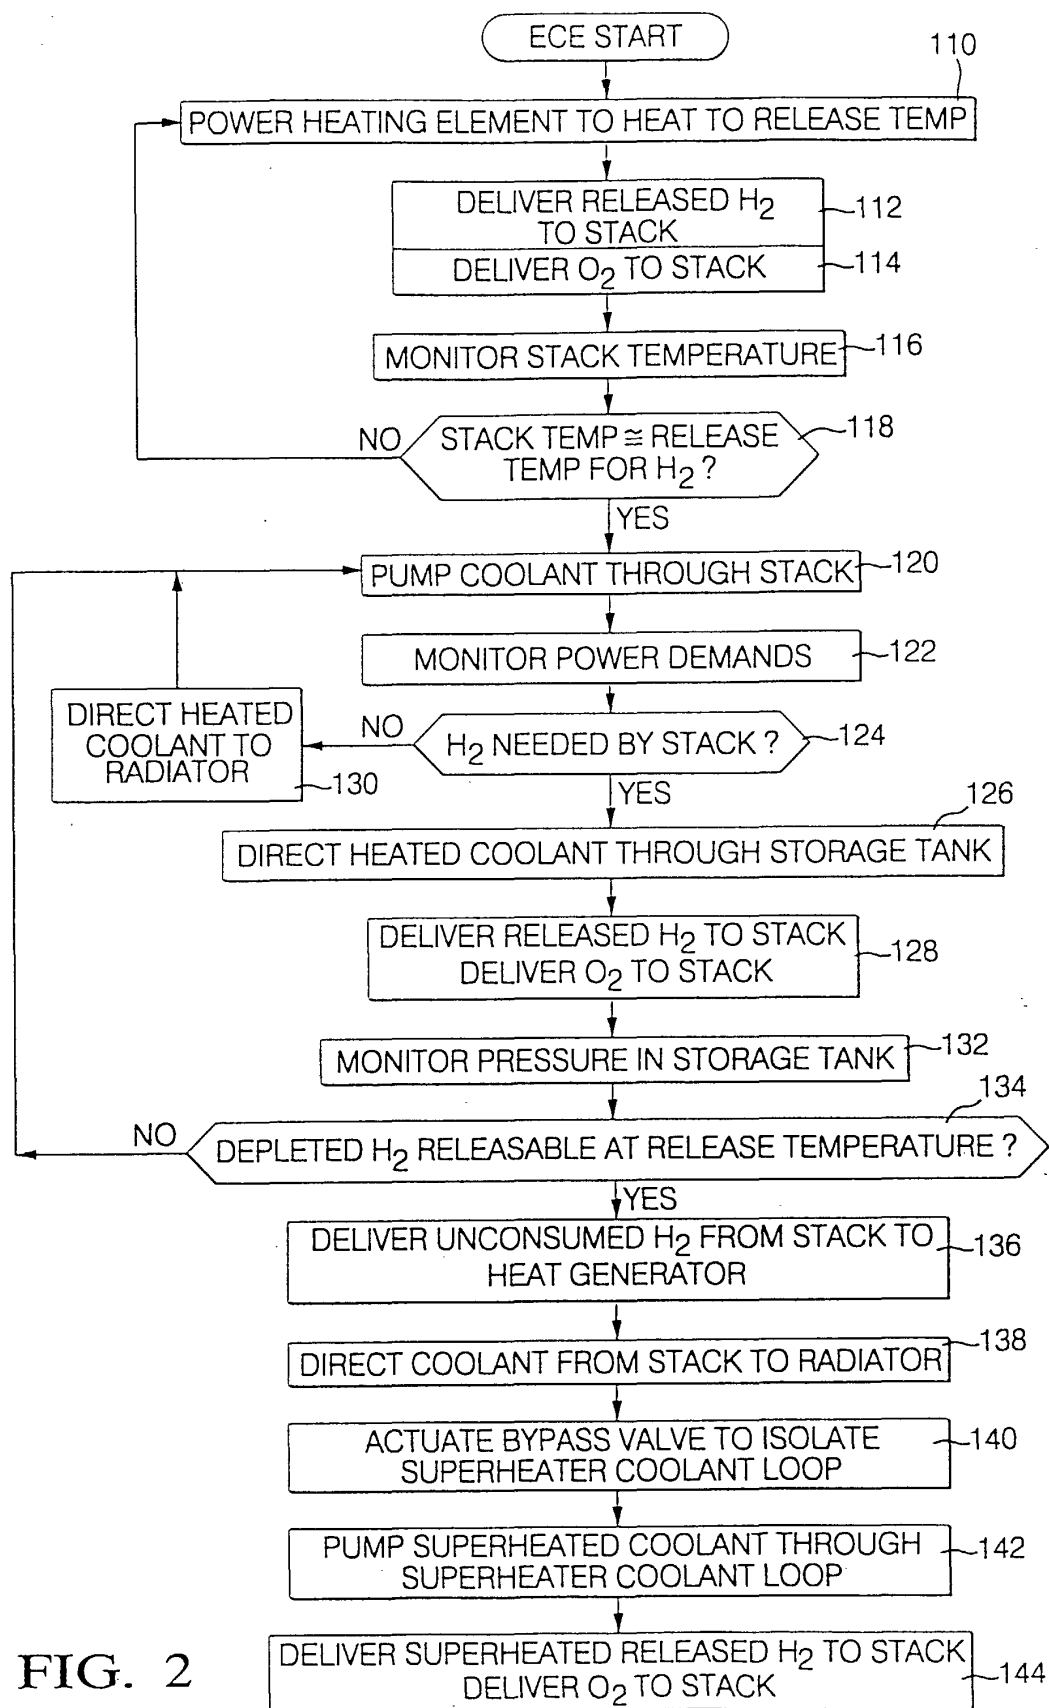 ECE START
110
POWER HEATING ELEMENT TO HEAT TO RELEASE TEMP
DELIVER RELEASED H2
TO STACK
112
DELIVER O2 TO STACK
114
MONITOR STACK TEMPERATURE
116
STACK TEMP ≅ RELEASE
TEMP FOR H2 ?
118
NO
YES
PUMP COOLANT THROUGH STACK
120
MONITOR POWER DEMANDS
122
H2 NEEDED BY STACK ?
124
NO
DIRECT HEATED
COOLANT TO
RADIATOR
130
YES
126
DIRECT HEATED COOLANT THROUGH STORAGE TANK
DELIVER RELEASED H2 TO STACK
DELIVER O2 TO STACK
128
MONITOR PRESSURE IN STORAGE TANK
132
134
NO
DEPLETED H2 RELEASABLE AT RELEASE TEMPERATURE ?
YES
DELIVER UNCONSUMED H2 FROM STACK TO
HEAT GENERATOR
136
DIRECT COOLANT FROM STACK TO RADIATOR
138
ACTUATE BYPASS VALVE TO ISOLATE
SUPERHEATER COOLANT LOOP
140
PUMP SUPERHEATED COOLANT THROUGH
SUPERHEATER COOLANT LOOP
142
DELIVER SUPERHEATED RELEASED H2 TO STACK
DELIVER O2 TO STACK
144
FIG. 2